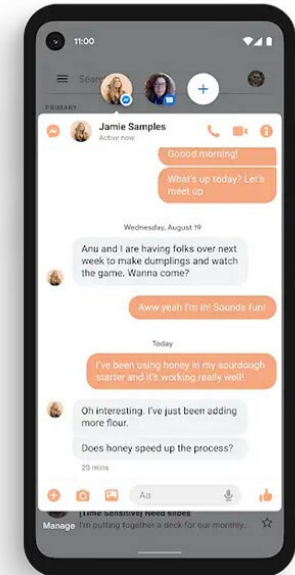 11:00
Sear
PRIMARY
Jamie Samples
Active now
Goood morning!
What's up today? Let's
meet up
Wednesday, August 19
Anu and I are having folks over next
week to make dumplings and watch
the game. Wanna come?
Aww yeah I'm in! Sounds fun!
Today
I've been using honey in my sourdough
starter and it's working really well!
Oh interesting. I've just been adding
more flour.
Does honey speed up the process?
20 mins
Aa
[Time Sensitive] Need slides
Manage I'm putting together a deck for our monthly...